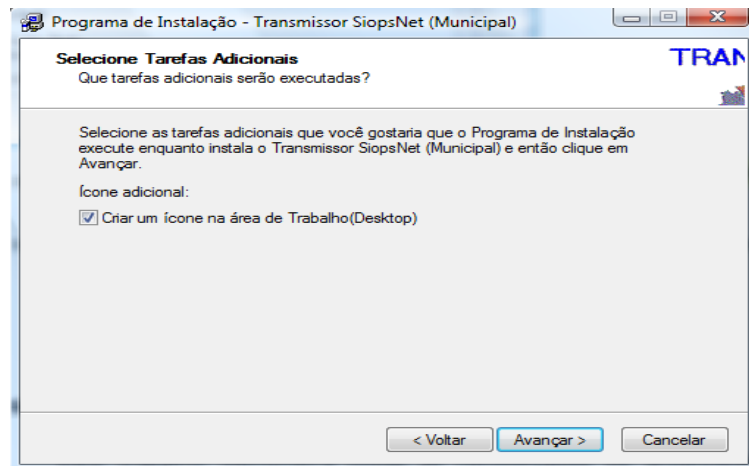 Programa de Instalação - Transmissor SiopsNet (Municipal)
Selecione Tarefas Adicionais
Que tarefas adicionais serão executadas?
TRAN
Selecione as tarefas adicionais que você gostaria que o Programa de Instalação
execute enquanto instala o Transmissor SiopsNet (Municipal) e então clique em
Avançar.
Ícone adicional:
Criar um ícone na área de Trabalho(Desktop)
< Voltar
Avançar >
Cancelar